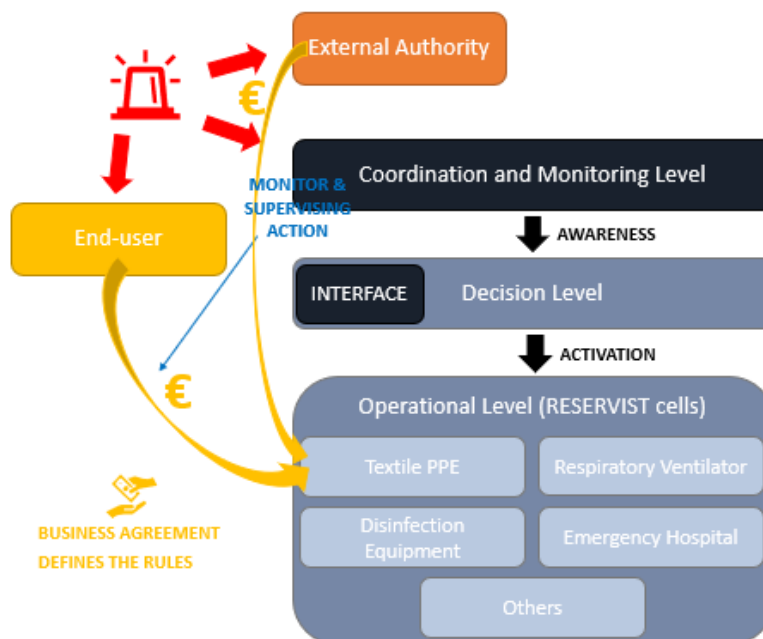 External Authority
€
Coordination and Monitoring Level
MONITOR &
SUPERVISING
ACTION
End-user
AWARENESS
INTERFACE
Decision Level
ACTIVATION
€
Operational Level (RESERVIST cells)
Textile PPE
Respiratory Ventilator
Disinfection
Equipment
Emergency Hospital
BUSINESS AGREEMENT
DEFINES THE RULES
Others